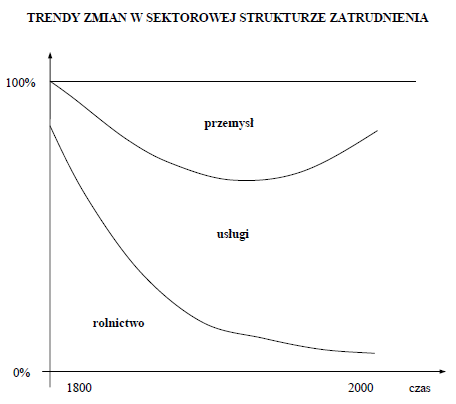 TRENDY ZMIAN W SEKTOROWEJ STRUKTURZE ZATRUDNIENIA
100%
przemysł
usługi
rolnictwo
0%
1800 2000 czas